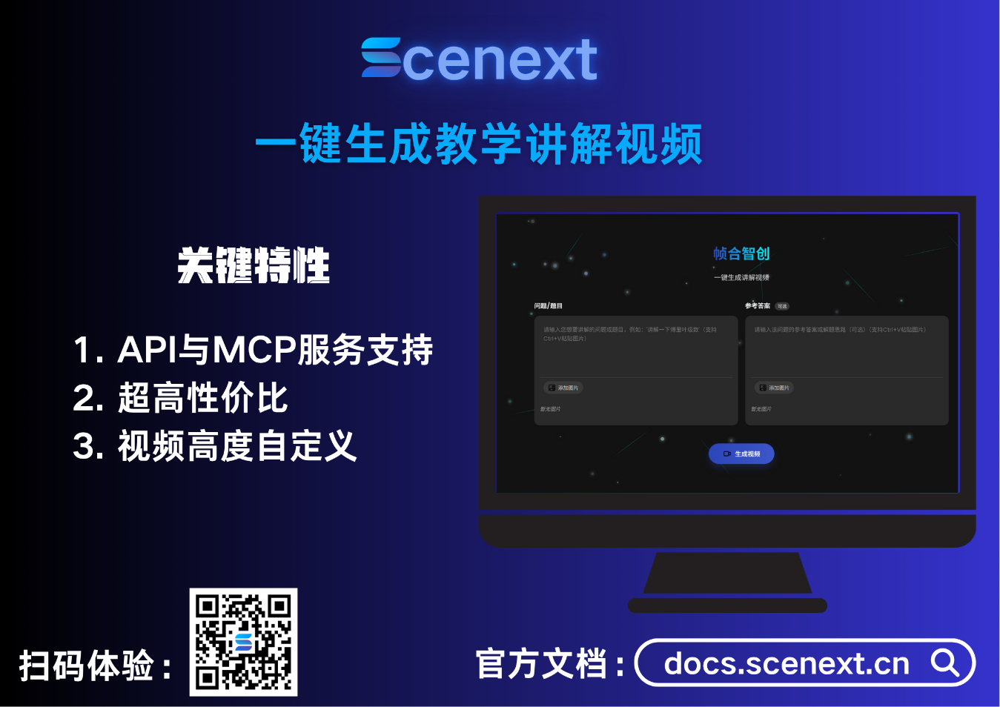 Scenext
一键生成教学讲解视频
关键特性
1. API与MCP服务支持
2. 超高性价比
3. 视频高度自定义
帧合智创
一键生成讲解视频
问题/题目
请输入您想要讲解的问题或题目，例如：'讲解一下傅里叶级数'（支持
Ctrl+V粘贴图片）
添加图片
暂无图片
参考答案 可选
请输入该问题的参考答案或解题思路（可选）（支持Ctrl+V粘贴图片）
添加图片
暂无图片
生成视频
扫码体验：
官方文档：docs.scenext.cn